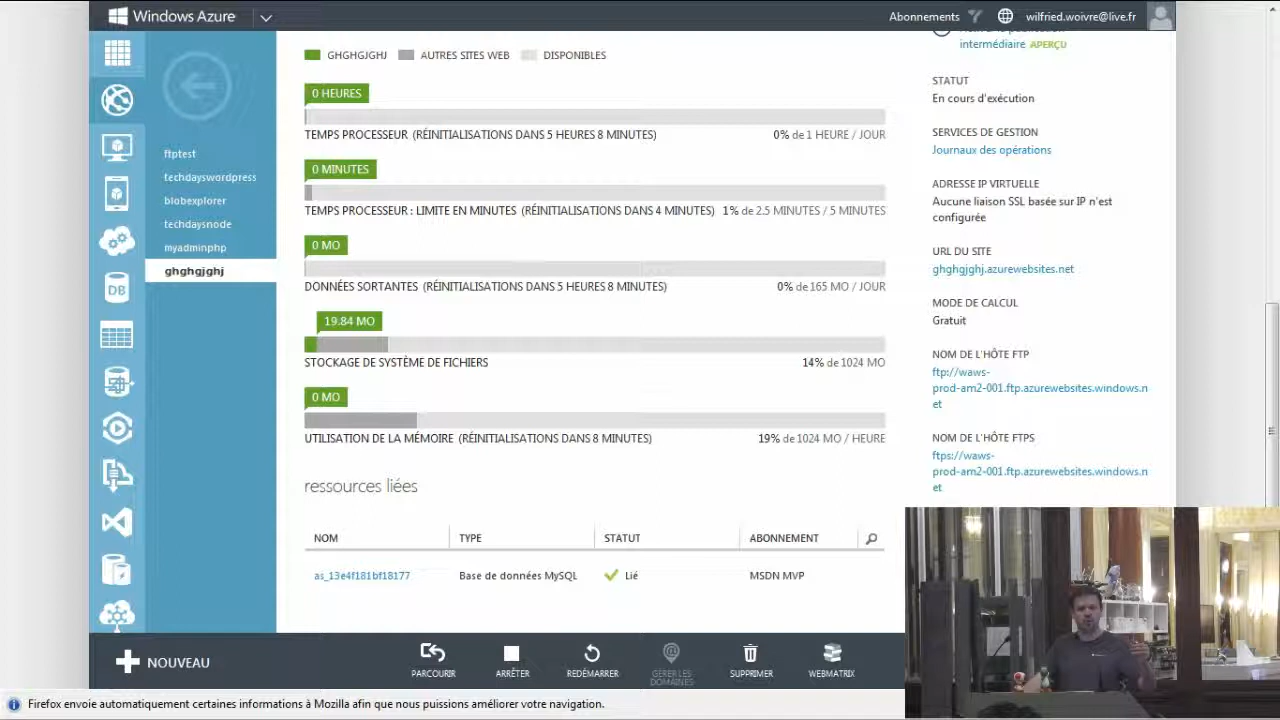 Windows Azure
Abonnements
wilfried.woivre@live.fr
ftptest
techdayswordpress
blobexplorer
techdaysnode
myadminphp
ghghgjghj
DB
GHGHGJGHJ AUTRES SITES WEB DISPONIBLES
0 HEURES
TEMPS PROCESSEUR (RÉINITIALISATIONS DANS 5 HEURES 8 MINUTES) 0% de 1 HEURE / JOUR
0 MINUTES
TEMPS PROCESSEUR : LIMITE EN MINUTES (RÉINITIALISATIONS DANS 4 MINUTES) 1% de 2.5 MINUTES / 5 MINUTES
0 MO
DONNÉES SORTANTES (RÉINITIALISATIONS DANS 5 HEURES 8 MINUTES) 0% de 165 MO / JOUR
19.84 MO
STOCKAGE DE SYSTÈME DE FICHIERS 14% de 1024 MO
0 MO
UTILISATION DE LA MÉMOIRE (RÉINITIALISATIONS DANS 8 MINUTES) 19% de 1024 MO / HEURE
ressources liées
NOM TYPE STATUT ABONNEMENT
as_13e4f181bf18177 Base de données MySQL Lié MSDN MVP
intermédiaire APERÇU
STATUT
En cours d'exécution
SERVICES DE GESTION
Journaux des opérations
ADRESSE IP VIRTUELLE
Aucune liaison SSL basée sur IP n'est
configurée
URL DU SITE
ghghgjghj.azurewebsites.net
MODE DE CALCUL
Gratuit
NOM DE L'HÔTE FTP
ftp://waws-
prod-am2-001.ftp.azurewebsites.windows.n
et
NOM DE L'HÔTE FTPS
ftps://waws-
prod-am2-001.ftp.azurewebsites.windows.n
et
NOUVEAU
PARCOURIR
ARRÊTER
REDÉMARRER
GÉRER LES
DOMAINES
SUPPRIMER
WEBMATRIX
Firefox envoie automatiquement certaines informations à Mozilla afin que nous puissions améliorer votre navigation.